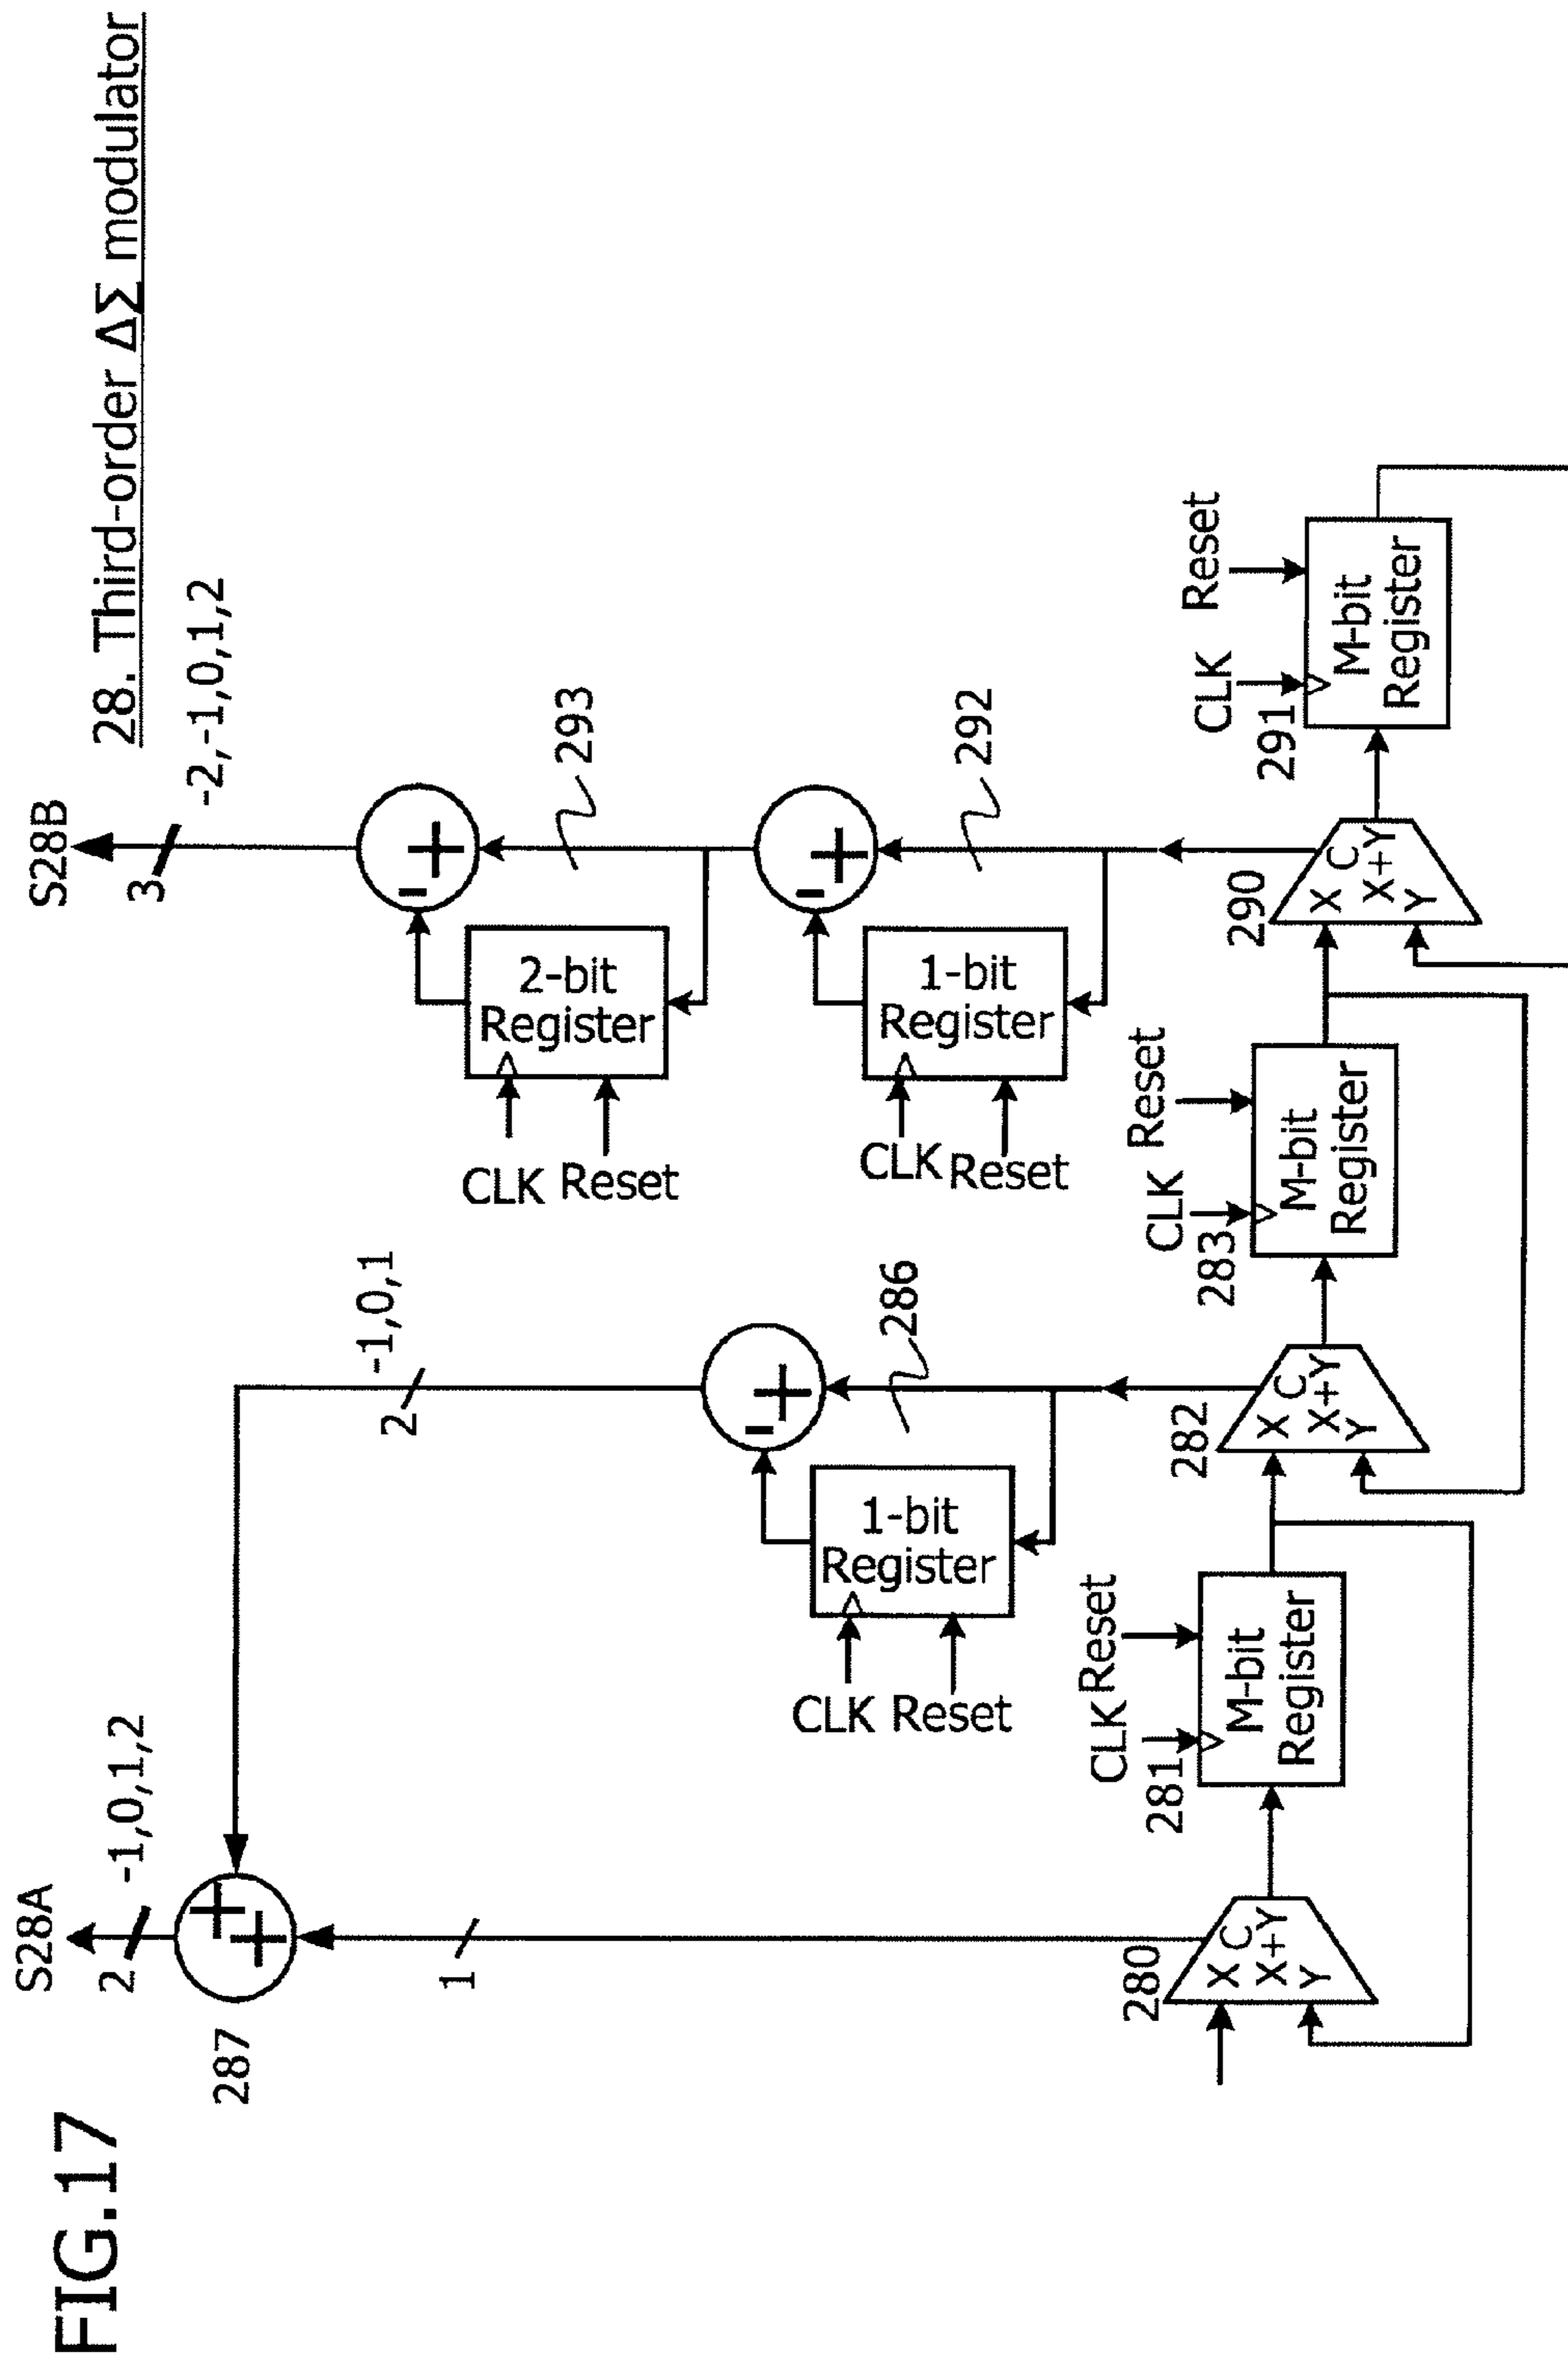 FIG.17
28. Third-order ΔΣ modulator
S28A
2
-1,0,1,2
287
1
2
-1,0,1
S28B
3
-2,-1,0,1,2
2-bit
Register
CLK
Reset
293
1-bit
Register
CLK
Reset
292
1-bit
Register
CLK
Reset
286
280
X
C
X+Y
Y
CLK
Reset
281
M-bit
Register
282
X
C
X+Y
Y
CLK
Reset
283
M-bit
Register
290
X
C
X+Y
Y
CLK
Reset
291
M-bit
Register